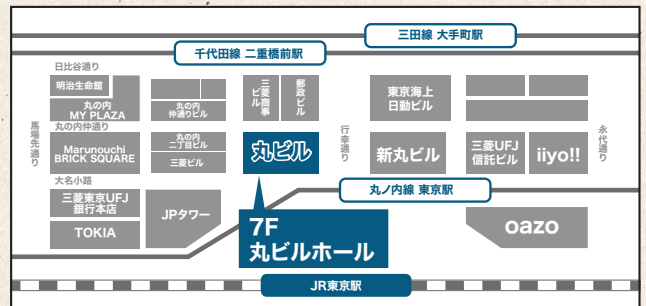 三田線 大手町駅
千代田線 二重橋前駅
日比谷通り
明治生命館
丸の内
MY PLAZA
丸の内
仲通りビル
三菱商事
ビル
郵政ビル
東京海上
日動ビル
馬場先通り
丸の内仲通り
Marunouchi
BRICK SQUARE
丸の内
二丁目ビル
三菱ビル
丸ビル
行幸通り
新丸ビル
三菱UFJ
信託ビル
iiyo!!
永代通り
大名小路
丸ノ内線 東京駅
三菱東京UFJ
銀行本店
TOKIA
JPタワー
7F
丸ビルホール
oazo
JR東京駅